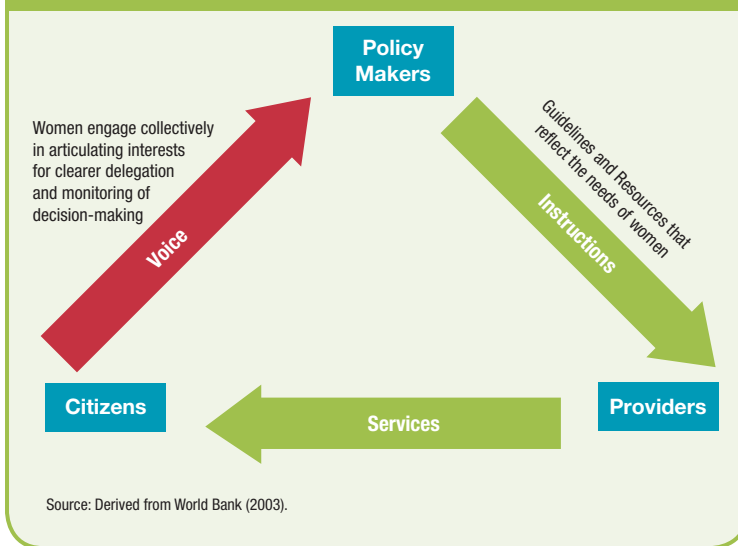 Policy
Makers
Women engage collectively
in articulating interests
for clearer delegation
and monitoring of
decision-making
Voice
Guidelines and Resources that
reflect the needs of women
Instructions
Citizens
Services
Providers
Source: Derived from World Bank (2003).